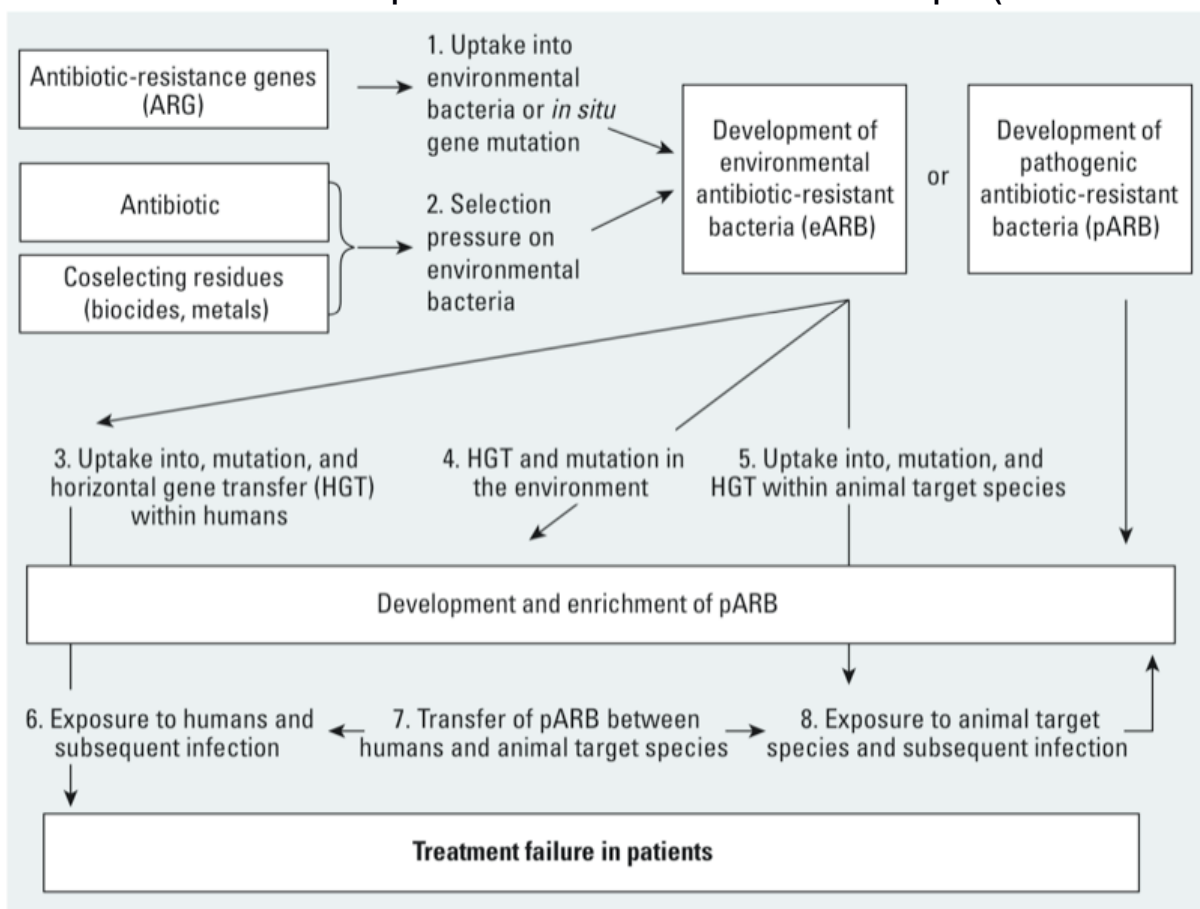 Antibiotic-resistance genes
(ARG)
1. Uptake into
environmental
bacteria or in situ
gene mutation
Antibiotic
Coselecting residues
(biocides, metals)
2. Selection
pressure on
environmental
bacteria
Development of
environmental
antibiotic-resistant
bacteria (eARB)
or
Development of
pathogenic
antibiotic-resistant
bacteria (pARB)
3. Uptake into, mutation, and
horizontal gene transfer (HGT)
within humans
4. HGT and mutation in
the environment
5. Uptake into, mutation, and
HGT within animal target species
Development and enrichment of pARB
6. Exposure to humans and
subsequent infection
7. Transfer of pARB between
humans and animal target species
8. Exposure to animal target
species and subsequent infection
Treatment failure in patients